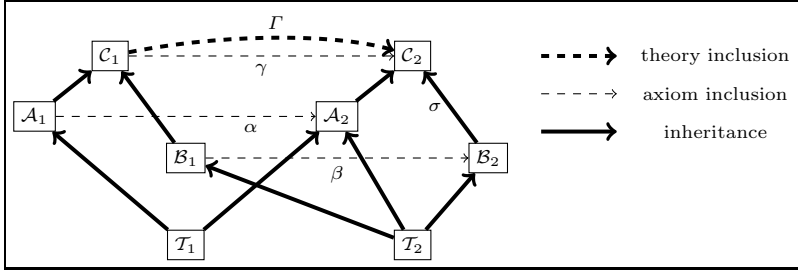 Γ
𝒞₁ γ 𝒞₂
theory inclusion
axiom inclusion
inheritance
𝒜₁ α 𝒜₂ σ
ℬ₁ β ℬ₂
𝒯₁ 𝒯₂